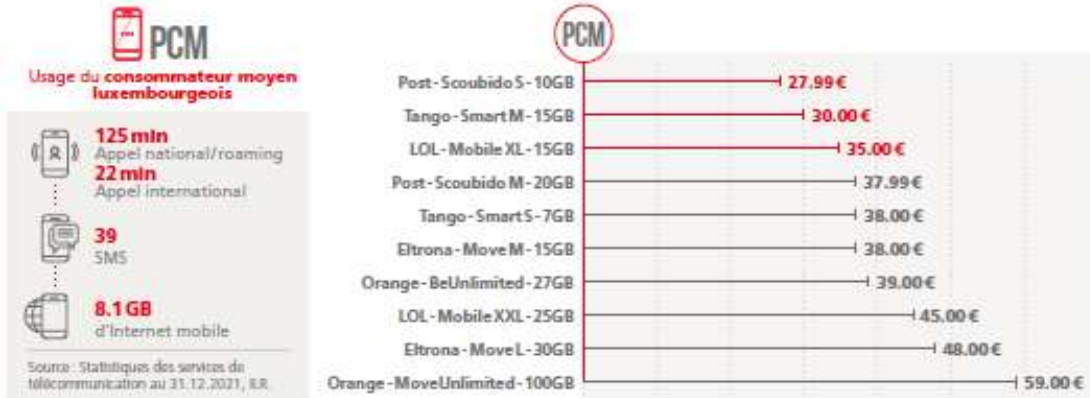 PCM
Usage du consommateur moyen
luxembourgeois
125 min
Appel national/roaming
22 min
Appel international
39
SMS
8.1 GB
d'Internet mobile
Source: Statistiques des services de
télécommunication au 31.12.2021, ILR.
PCM
Post - Scoubido S - 10GB 27.99 €
Tango - Smart M - 15GB 30.00 €
LOL - Mobile XL - 15GB 35.00 €
Post - Scoubido M - 20GB 37.99 €
Tango - Smart S - 7GB 38.00 €
Eltrona - Move M - 15GB 38.00 €
Orange - BeUnlimited - 27GB 39.00 €
LOL - Mobile XXL - 25GB 45.00 €
Eltrona - Move L - 30GB 48.00 €
Orange - MoveUnlimited - 100GB 59.00 €